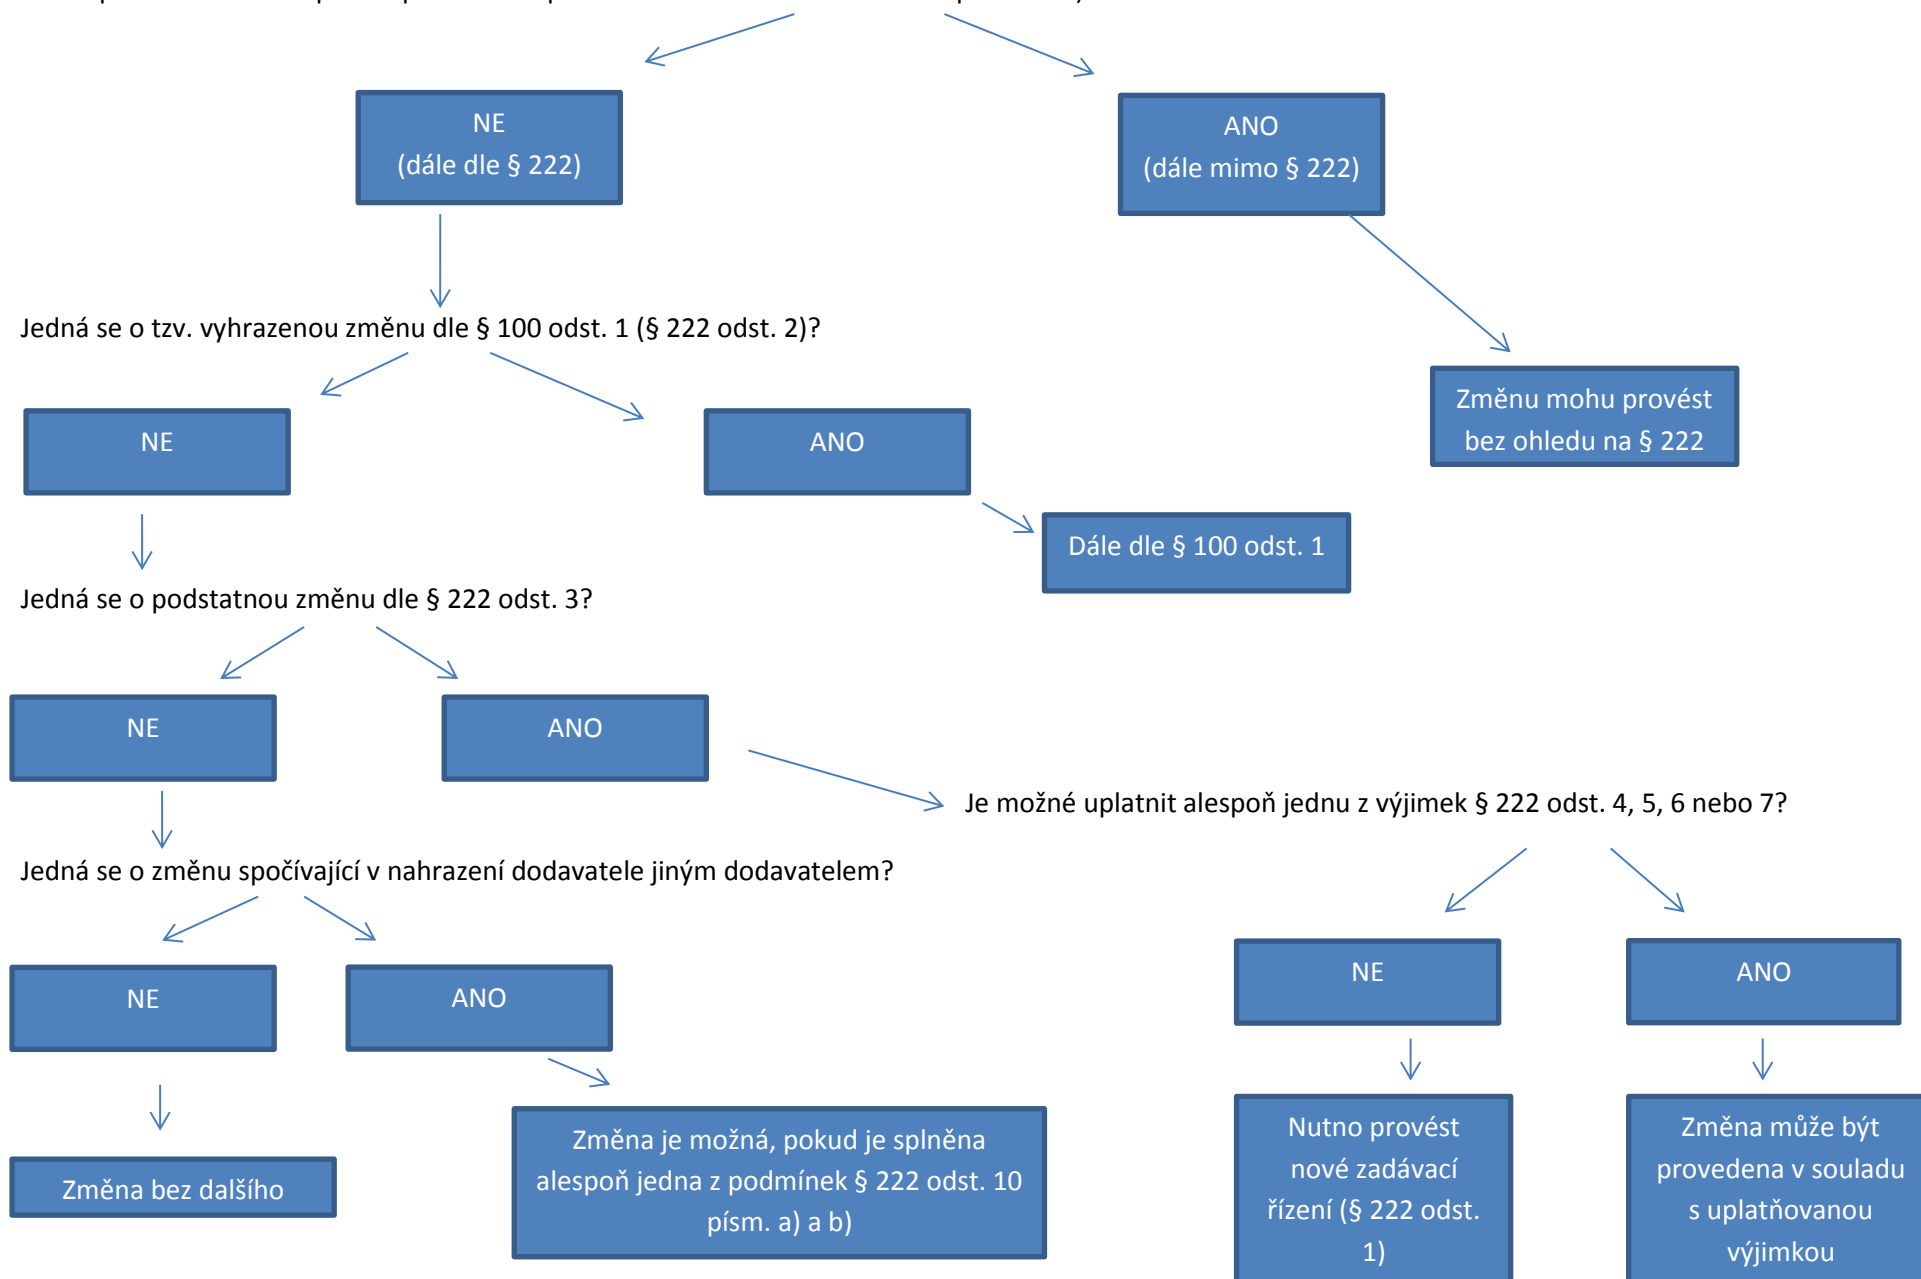 NE
(dále dle § 222)
ANO
(dále mimo § 222)
Jedná se o tzv. vyhrazenou změnu dle § 100 odst. 1 (§ 222 odst. 2)?
Změnu mohu provést
bez ohledu na § 222
NE
ANO
Dále dle § 100 odst. 1
Jedná se o podstatnou změnu dle § 222 odst. 3?
NE
ANO
Je možné uplatnit alespoň jednu z výjimek § 222 odst. 4, 5, 6 nebo 7?
Jedná se o změnu spočívající v nahrazení dodavatele jiným dodavatelem?
NE
ANO
NE
ANO
Změna bez dalšího
Změna je možná, pokud je splněna
alespoň jedna z podmínek § 222 odst. 10
písm. a) a b)
Nutno provést
nové zadávací
řízení (§ 222 odst.
1)
Změna může být
provedena v souladu
s uplatňovanou
výjimkou